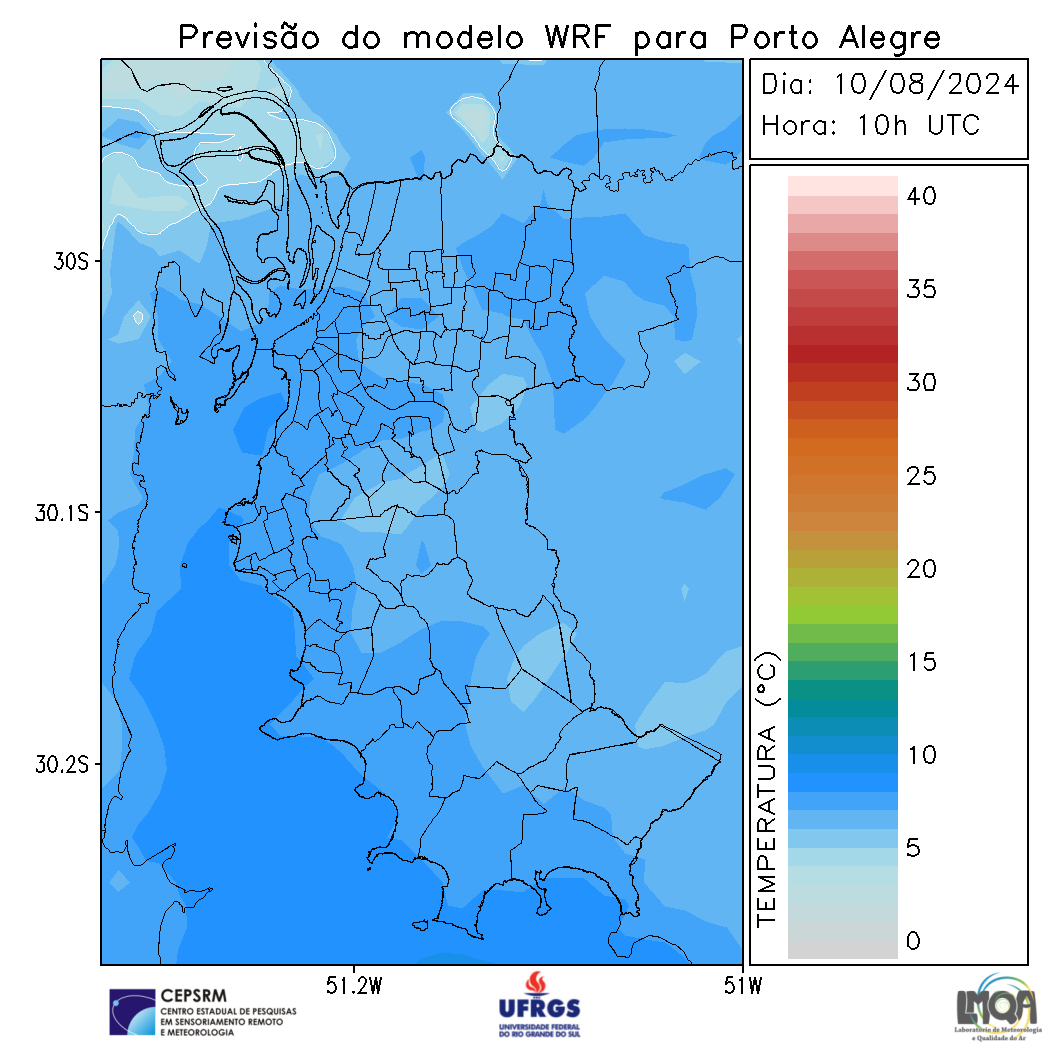 Previsão do modelo WRF para Porto Alegre
Dia: 10/08/2024
Hora: 10h UTC
40
35
30
25
20
15
10
5
0
TEMPERATURA (°C)
30S
30.1S
30.2S
51.2W
51W
CEPSRM
CENTRO ESTADUAL DE PESQUISAS
EM SENSORIAMENTO REMOTO
E METEOROLOGIA
UFRGS
UNIVERSIDADE FEDERAL
DO RIO GRANDE DO SUL
LMQA
Laboratório de Meteorologia
e Qualidade do Ar